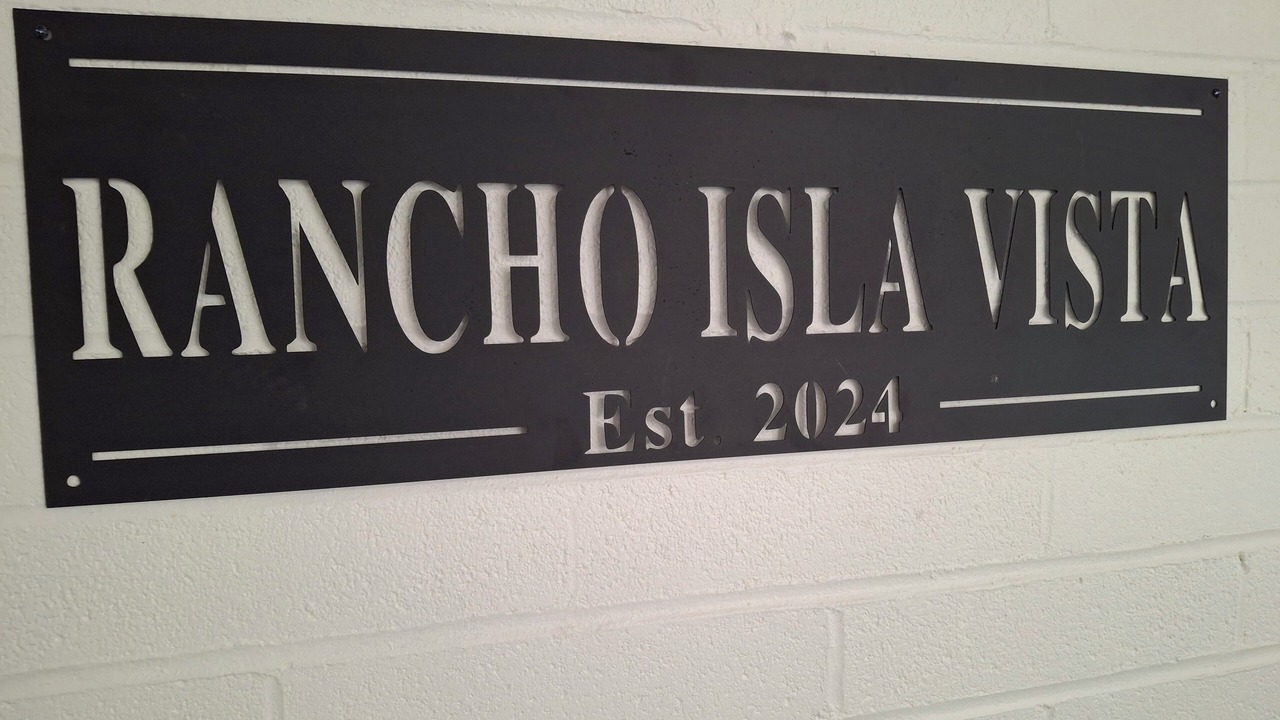 RANCHO ISLA VISTA
Est. 2024